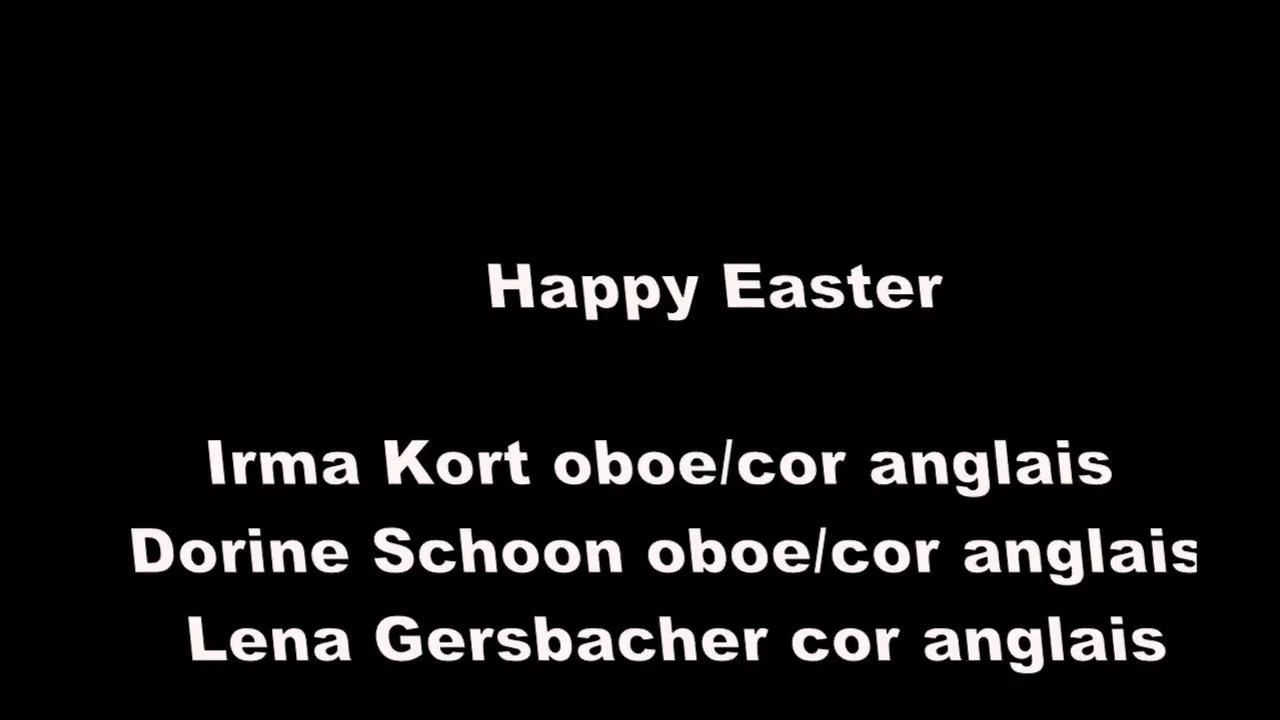 Happy Easter
Irma Kort oboe/cor anglais
Dorine Schoon oboe/cor anglais
Lena Gersbacher cor anglais